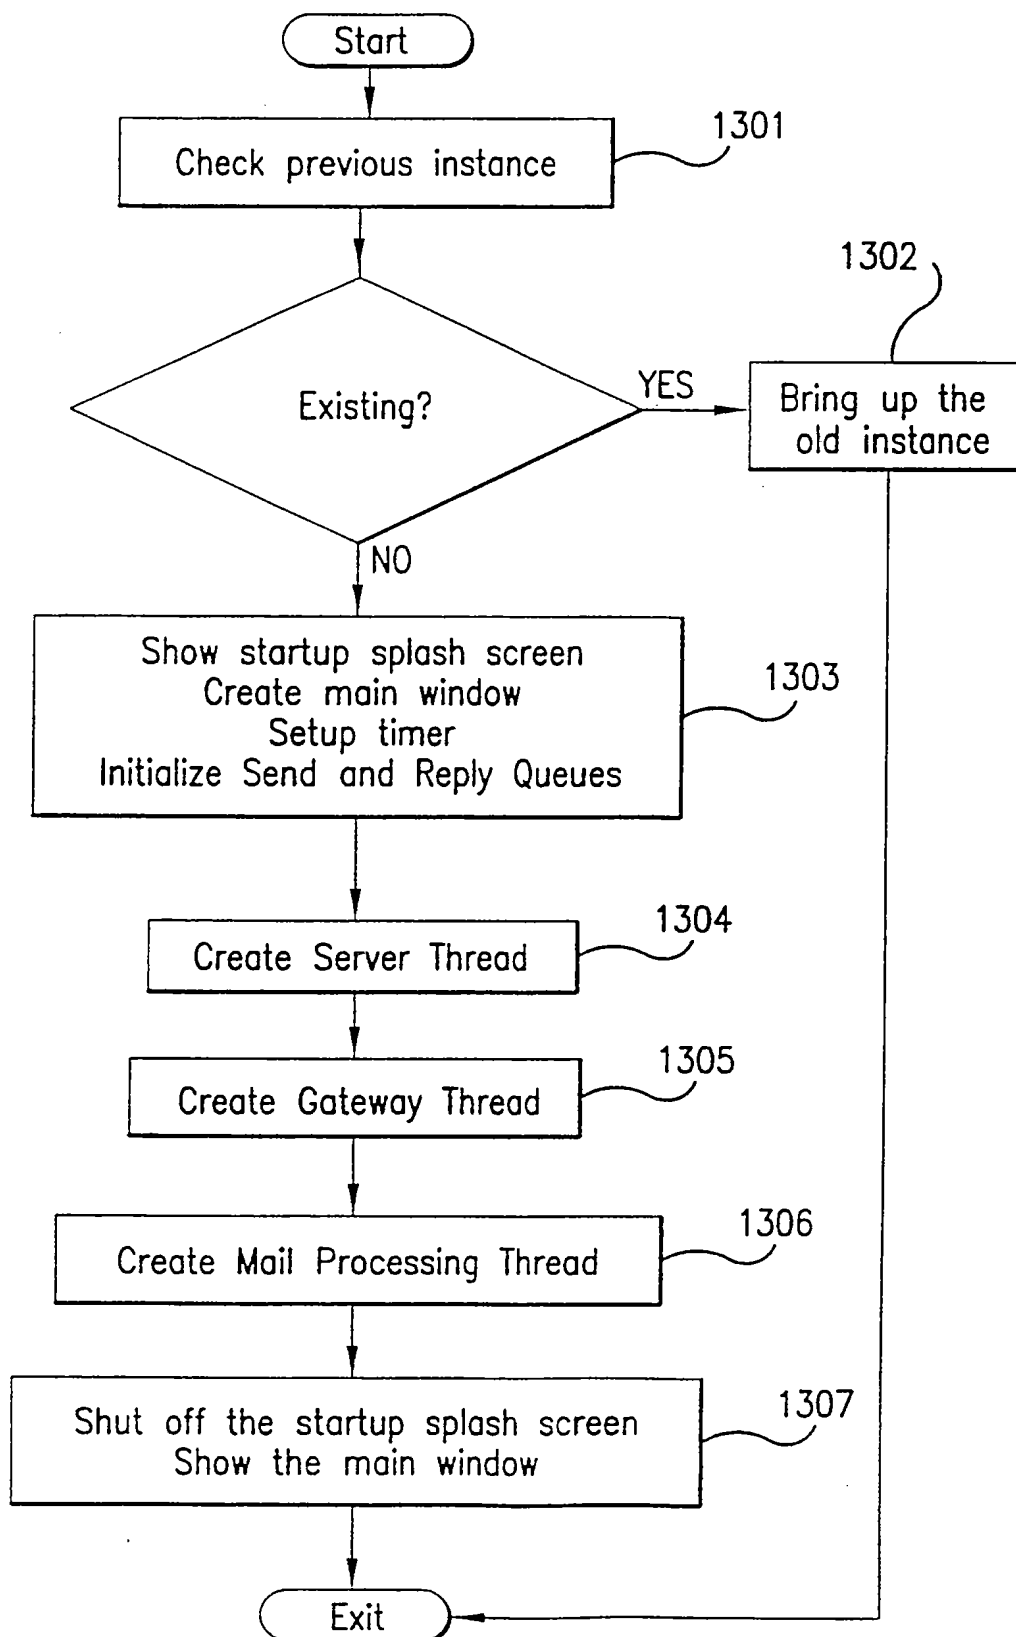 Start
Check previous instance
1301
Existing?
YES
1302
Bring up the
old instance
NO
Show startup splash screen
Create main window
Setup timer
Initialize Send and Reply Queues
1303
Create Server Thread
1304
Create Gateway Thread
1305
Create Mail Processing Thread
1306
Shut off the startup splash screen
Show the main window
1307
Exit